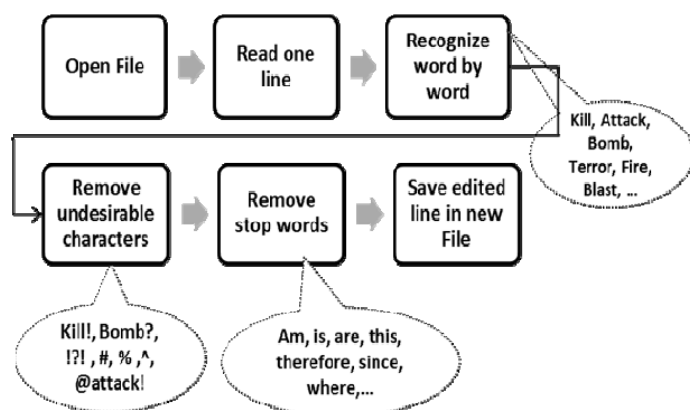 Open File
Read one
line
Recognize
word by
word
Kill, Attack,
Bomb,
Terror, Fire,
Blast, ...
Remove
undesirable
characters
Remove
stop words
Save edited
line in new
File
Kill!, Bomb?,
!?! , #, % ,^,
@attack!
Am, is, are, this,
therefore, since,
where,...